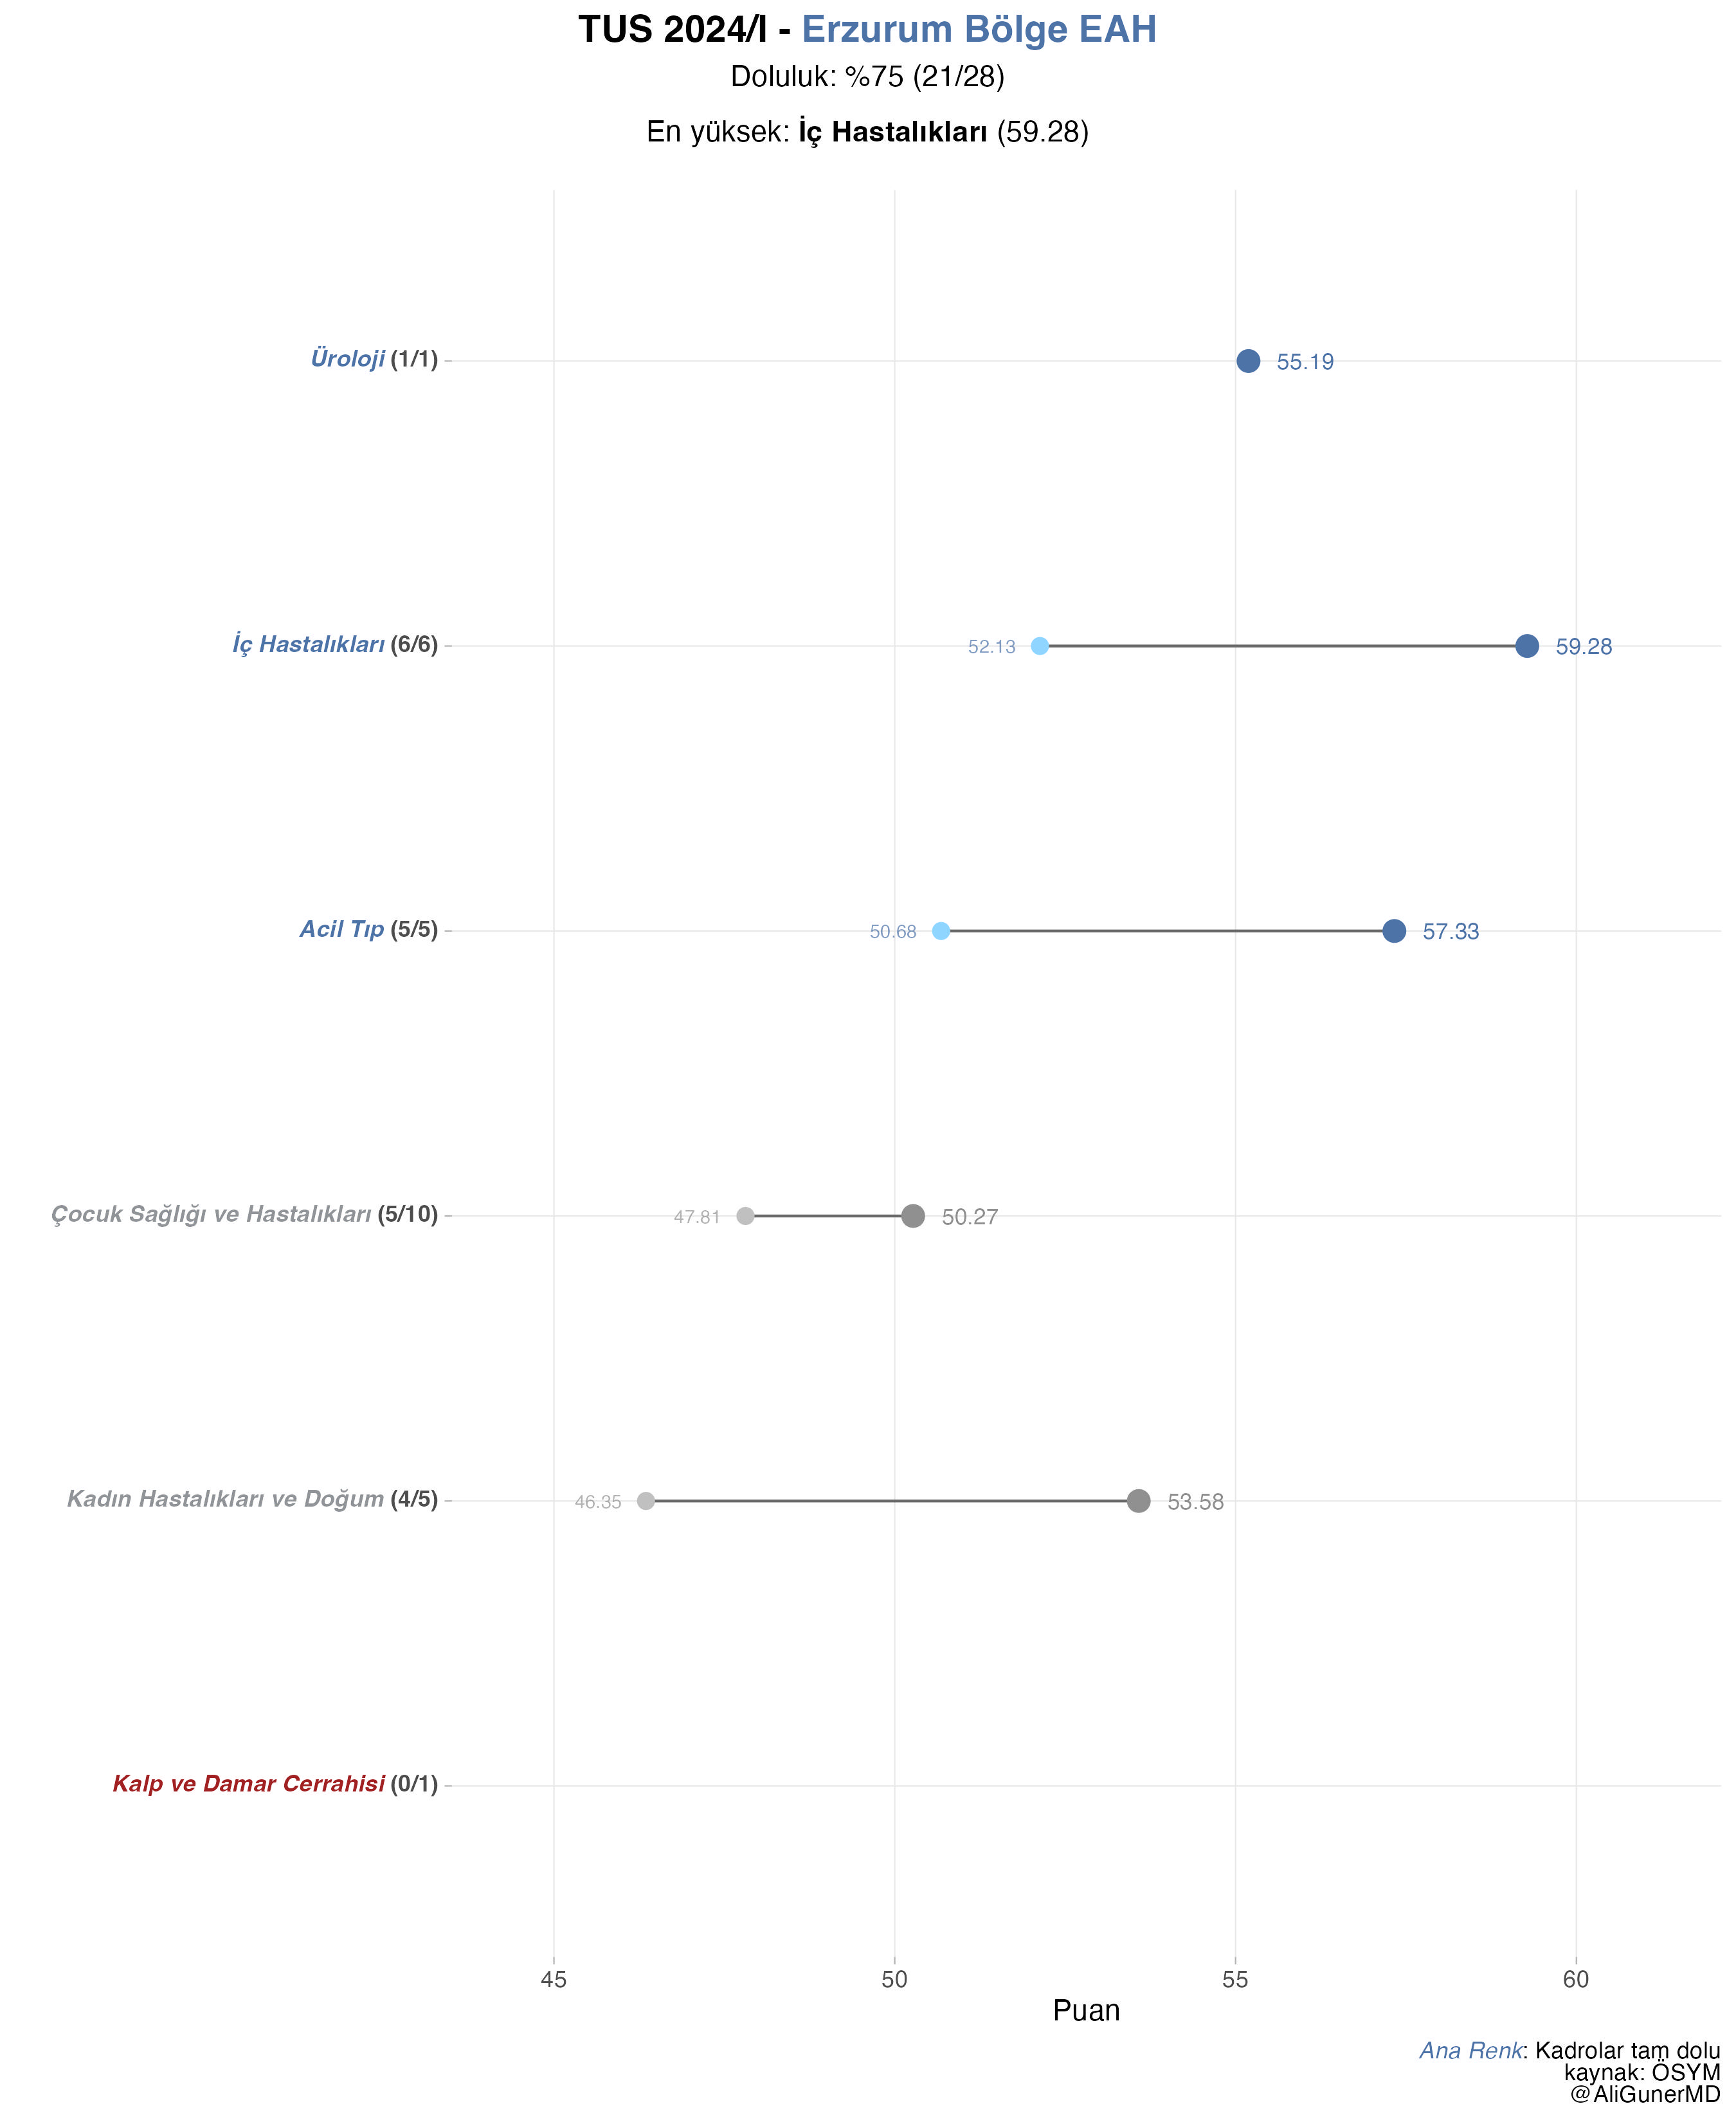 TUS 2024/I - Erzurum Bölge EAH
Doluluk: %75 (21/28)
En yüksek: İç Hastalıkları (59.28)
Üroloji (1/1) 55.19
İç Hastalıkları (6/6) 52.13 59.28
Acil Tıp (5/5) 50.68 57.33
Çocuk Sağlığı ve Hastalıkları (5/10) 47.81 50.27
Kadın Hastalıkları ve Doğum (4/5) 46.35 53.58
Kalp ve Damar Cerrahisi (0/1)
45 50 55 60
Puan
Ana Renk: Kadrolar tam dolu
kaynak: ÖSYM
@AliGunerMD